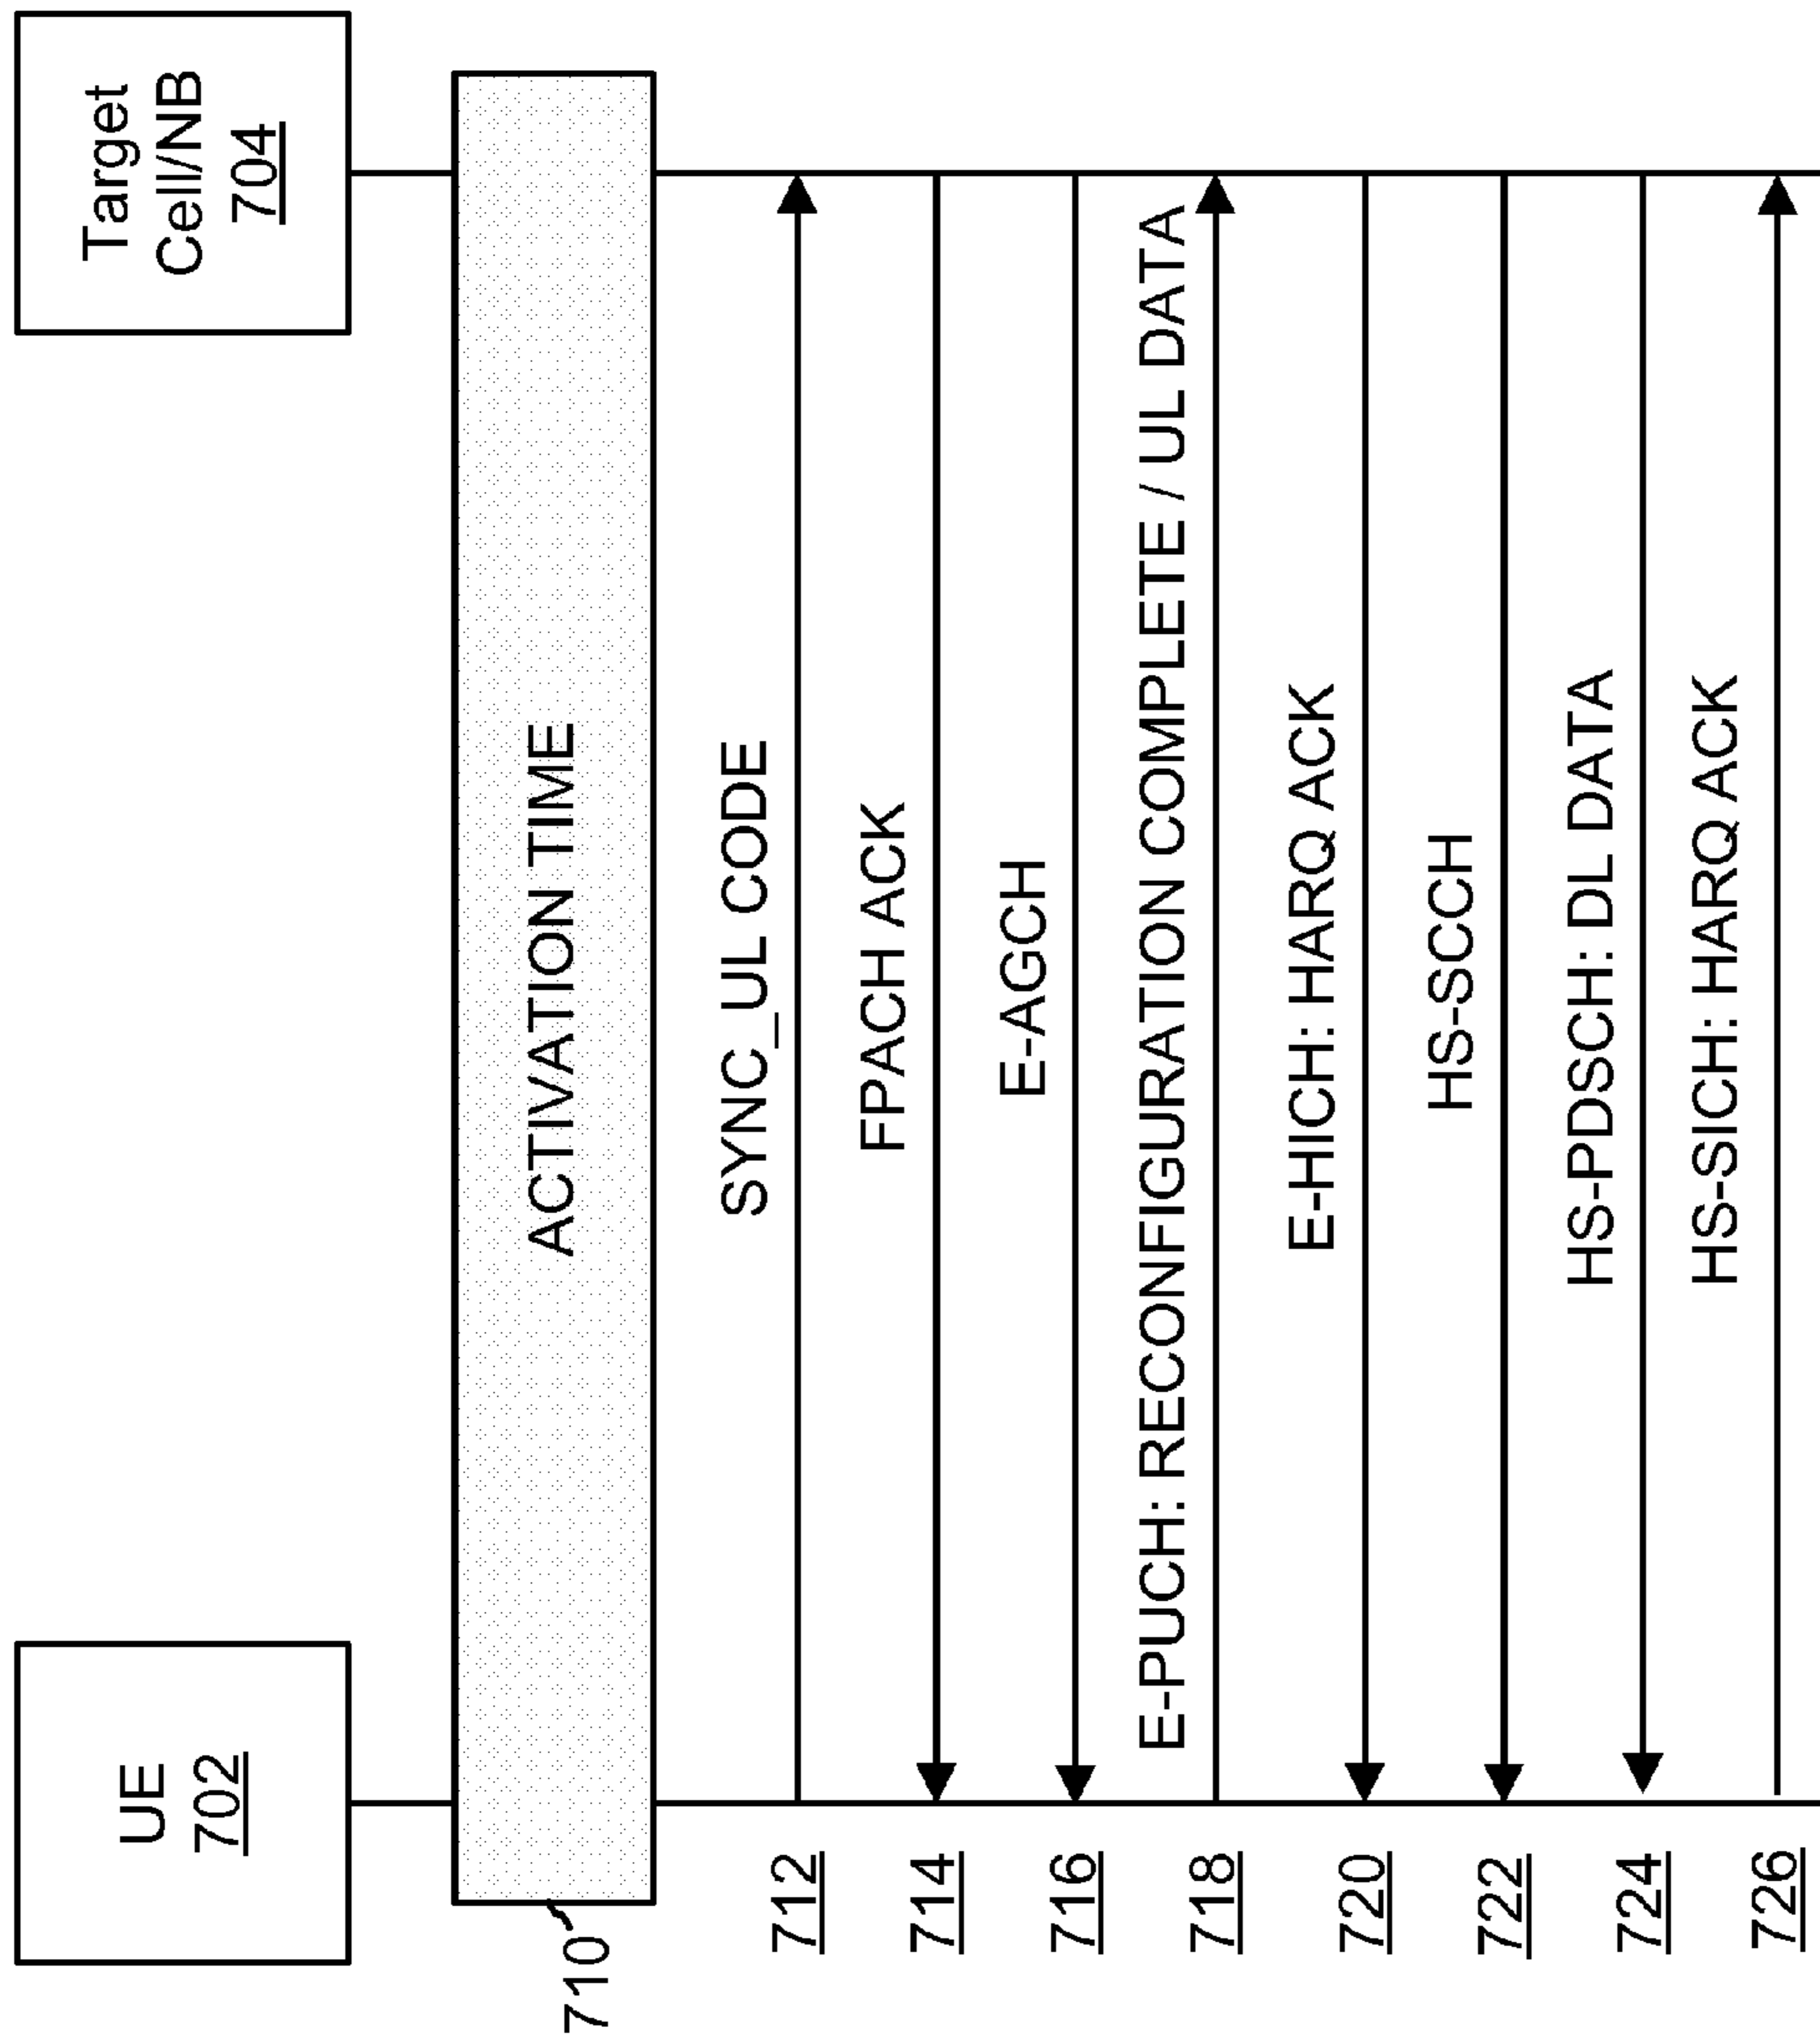 UE
702
Target
Cell/NB
704
710
ACTIVATION TIME
712
SYNC_UL CODE
714
FPACH ACK
716
E-AGCH
718
E-PUCH: RECONFIGURATION COMPLETE / UL DATA
720
E-HICH: HARQ ACK
722
HS-SCCH
724
HS-PDSCH: DL DATA
726
HS-SICH: HARQ ACK